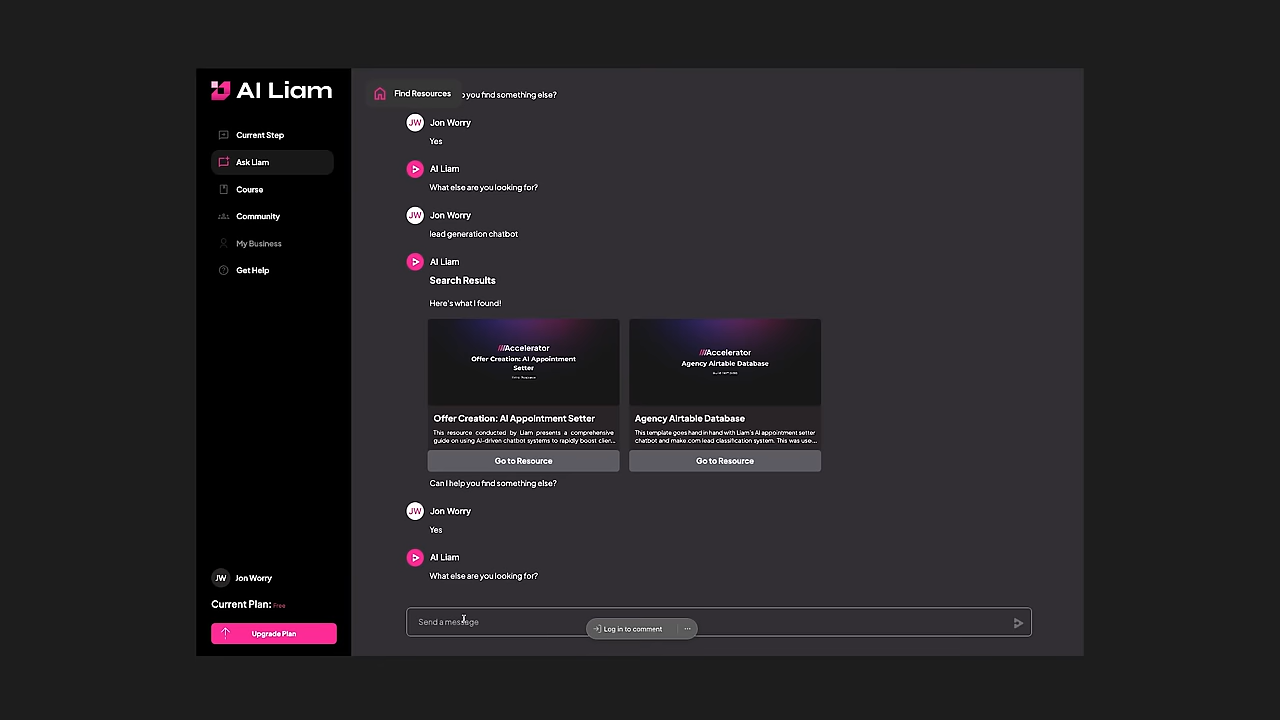 AI Liam
Current Step
Ask Liam
Course
Community
My Business
Get Help
JW Jon Worry
Current Plan: Free
Upgrade Plan
Find Resources
you find something else?
JW Jon Worry
Yes
AI Liam
What else are you looking for?
JW Jon Worry
lead generation chatbot
AI Liam
Search Results
Here's what I found!
///Accelerator
Offer Creation: AI Appointment
Setter
Offer Creation: AI Appointment Setter
This resource conducted by Liam presents a comprehensive
guide on using AI-driven chatbot systems to rapidly boost clien...
Go to Resource
///Accelerator
Agency Airtable Database
Agency Airtable Database
This template goes hand in hand with Liam's AI appointment setter
chatbot and make.com lead classification system. This was use...
Go to Resource
Can I help you find something else?
JW Jon Worry
Yes
AI Liam
What else are you looking for?
Send a message
Log in to comment